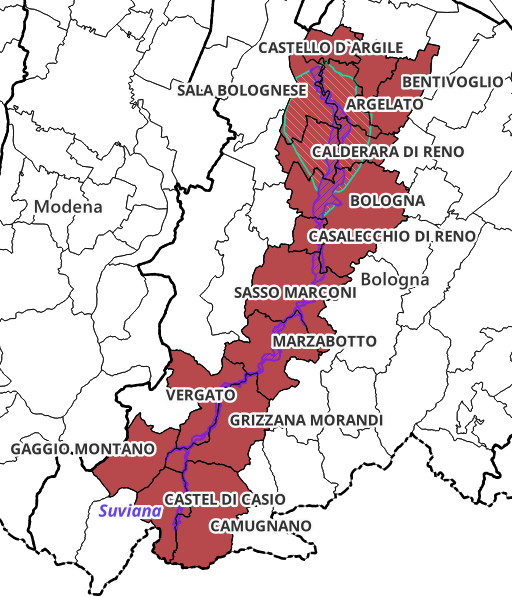 CASTELLO D`ARGILE
BENTIVOGLIO
SALA BOLOGNESE
ARGELATO
CALDERARA DI RENO
BOLOGNA
Modena
CASALECCHIO DI RENO
Bologna
SASSO MARCONI
MARZABOTTO
VERGATO
GRIZZANA MORANDI
GAGGIO MONTANO
CASTEL DI CASIO
Suviana
CAMUGNANO